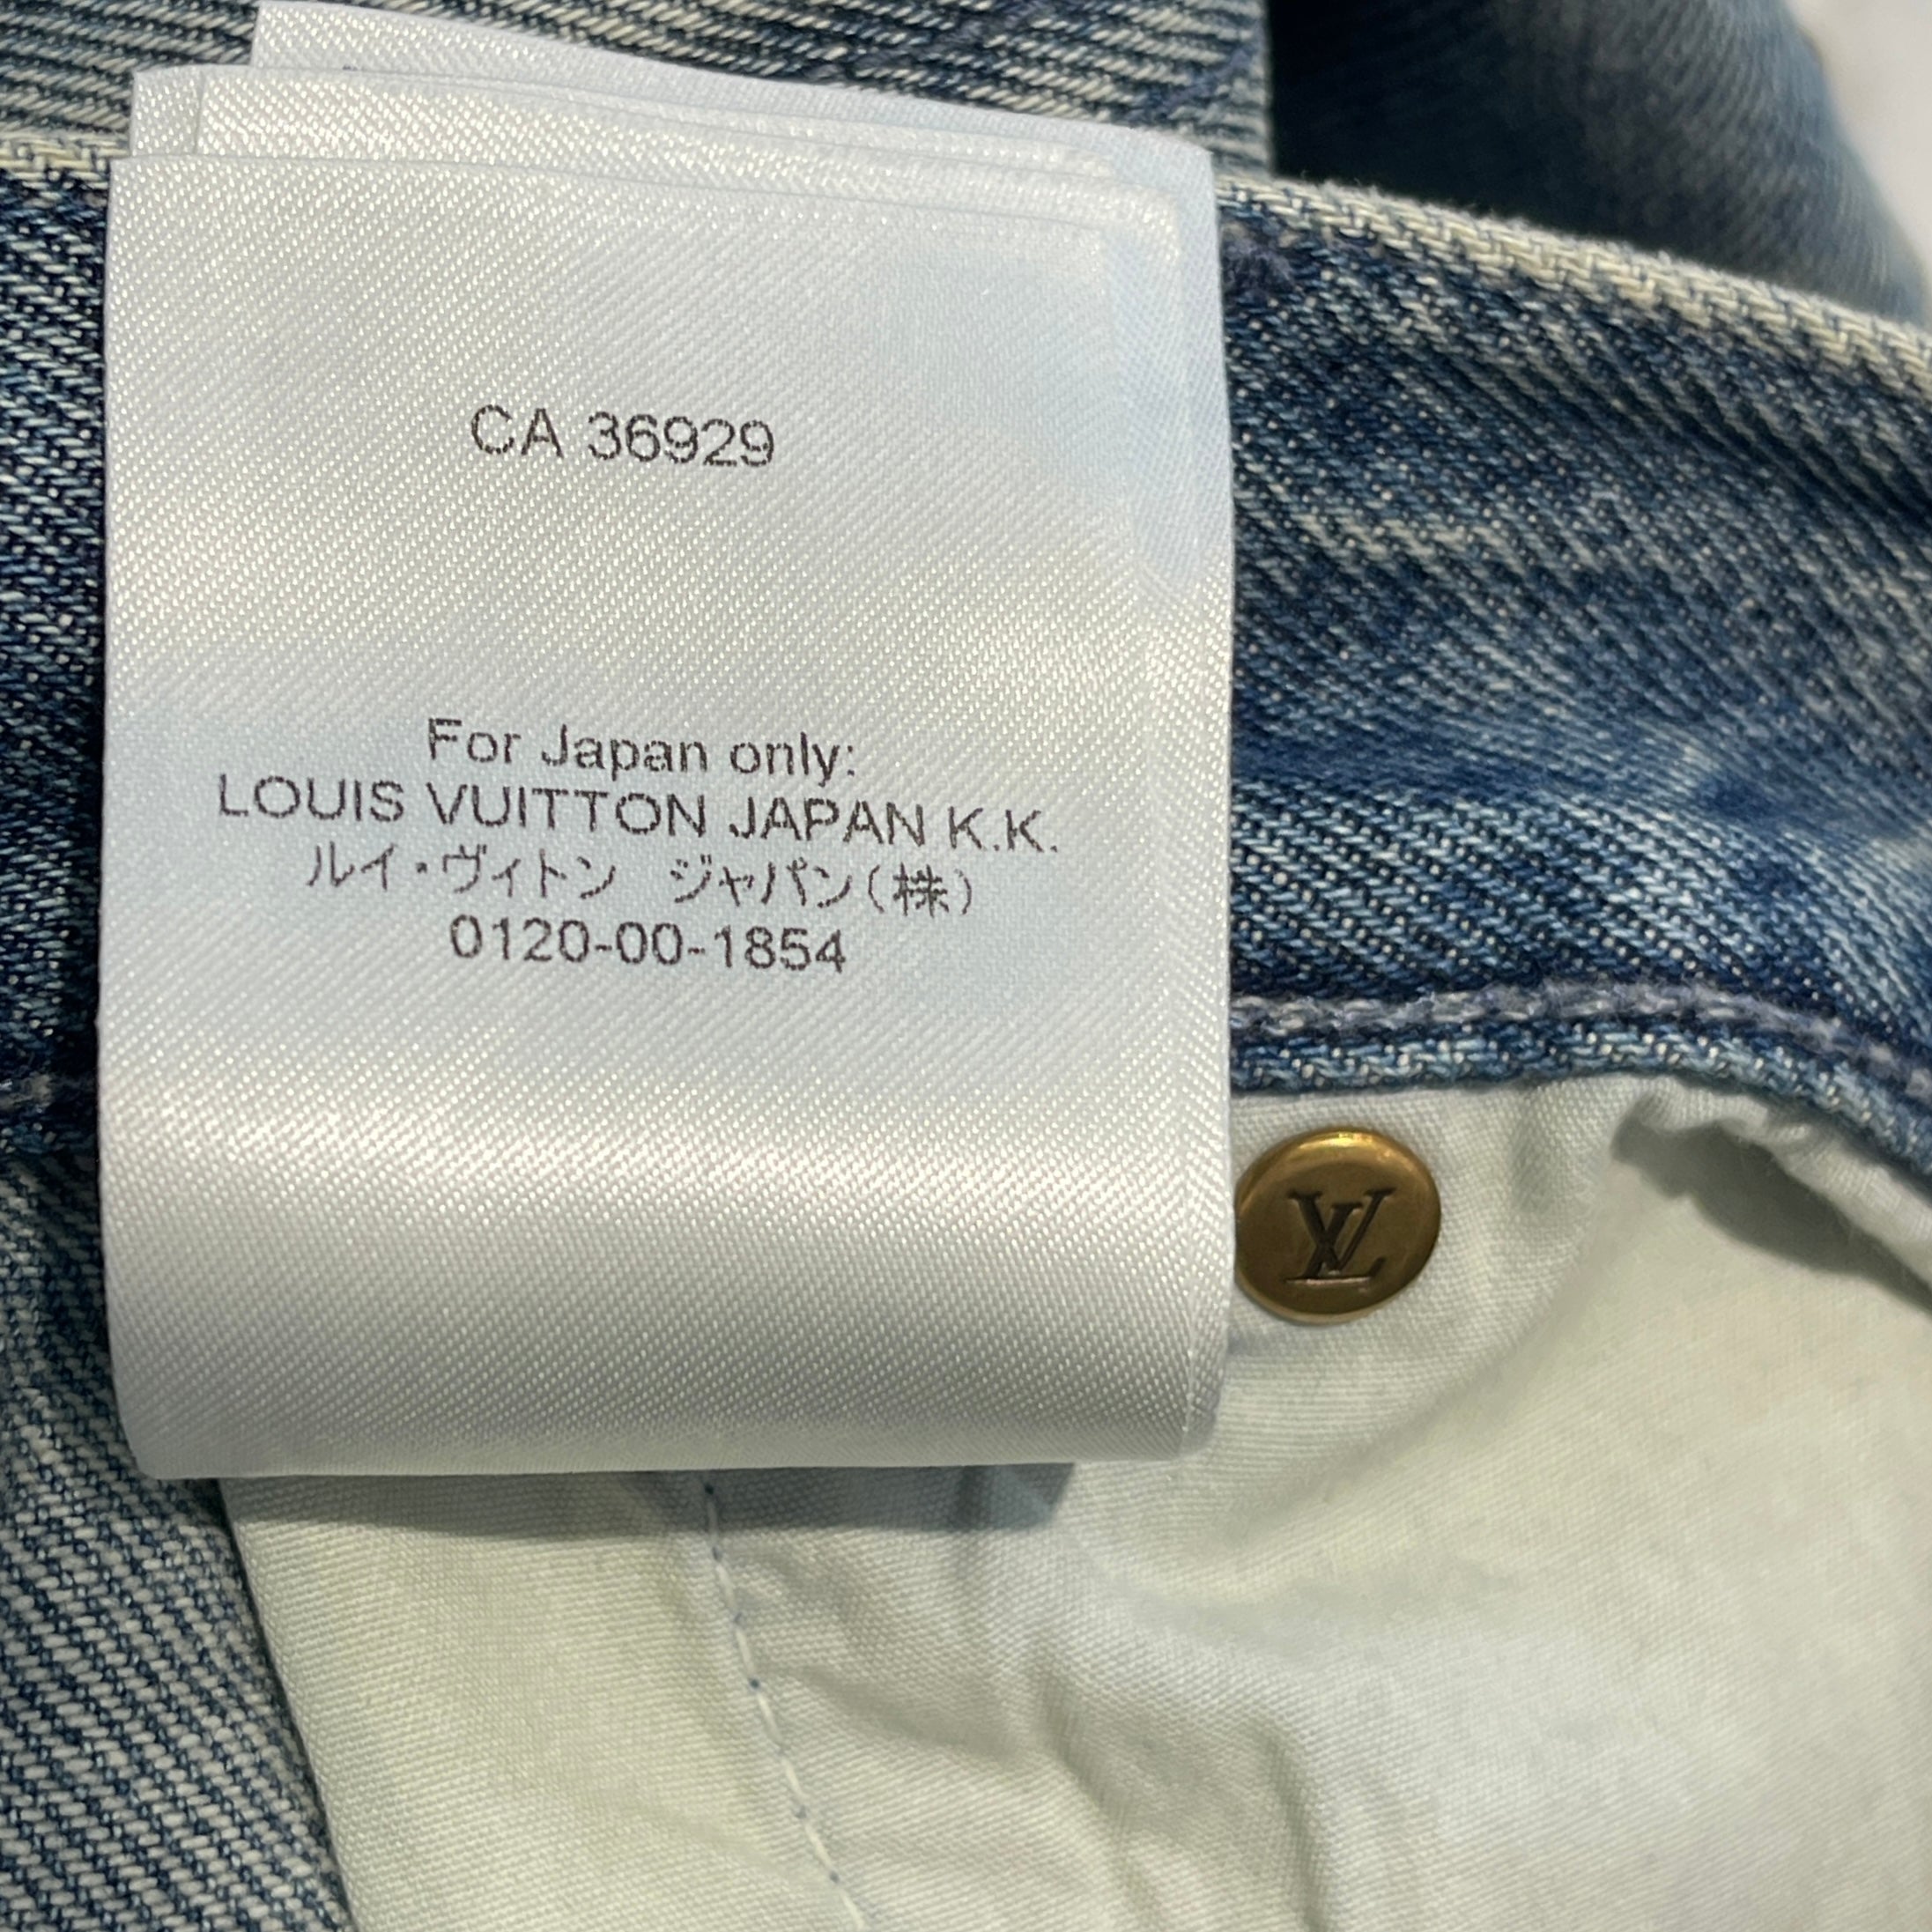 CA 36929
For Japan only:
LOUIS VUITTON JAPAN K.K.
ルイ・ヴィトン　ジャパン(株)
0120-00-1854
LV